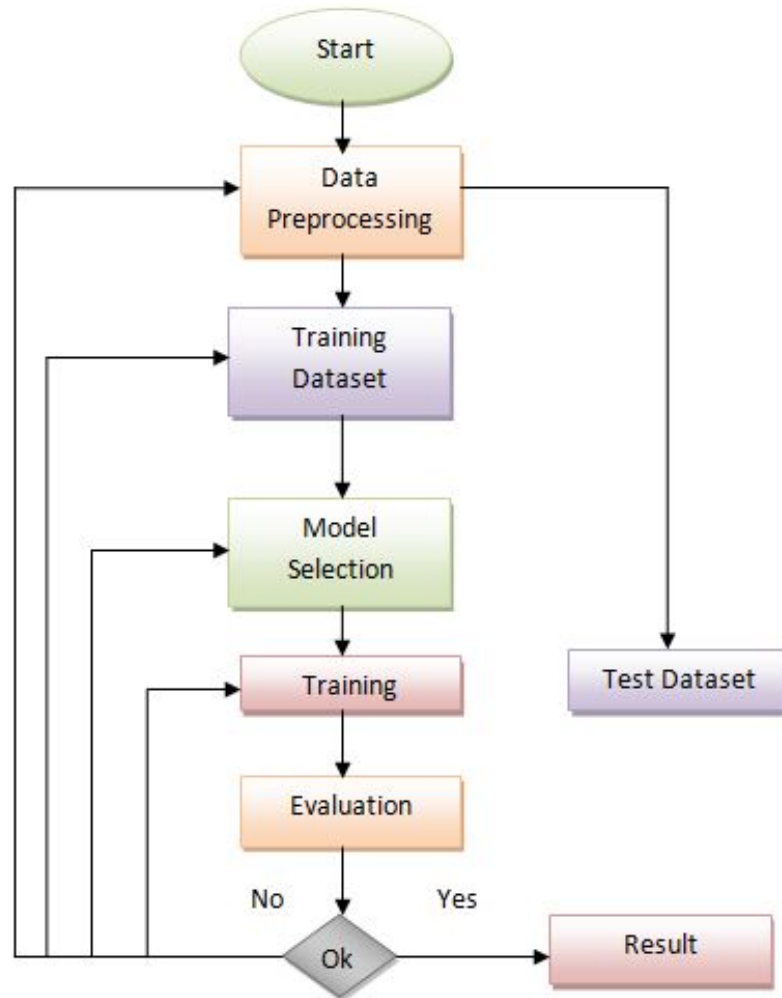 Start
Data
Preprocessing
Training
Dataset
Model
Selection
Training
Test Dataset
Evaluation
No
Yes
Ok
Result